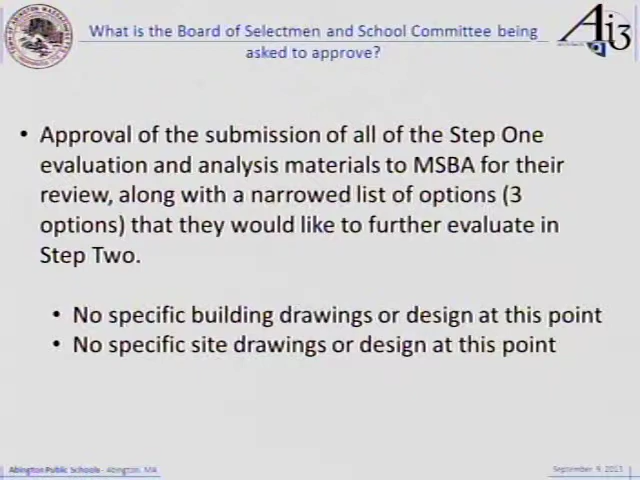 What is the Board of Selectmen and School Committee being
asked to approve?
Ai3
• Approval of the submission of all of the Step One
evaluation and analysis materials to MSBA for their
review, along with a narrowed list of options (3
options) that they would like to further evaluate in
Step Two.
• No specific building drawings or design at this point
• No specific site drawings or design at this point
Abington Public Schools - Abington, MA
September 9, 2013